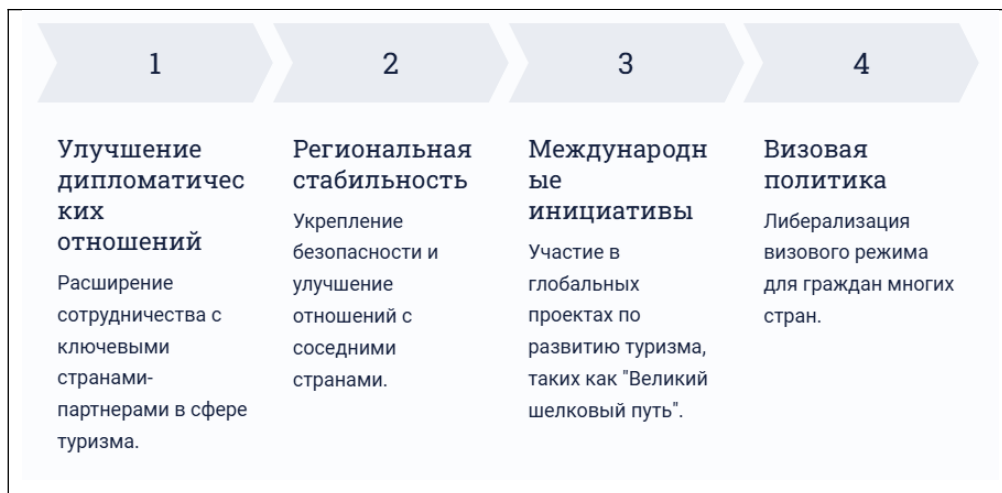 1
2
3
4
Улучшение
дипломатичес
ких
отношений
Расширение
сотрудничества с
ключевыми
странами-
партнерами в сфере
туризма.
Региональная
стабильность
Укрепление
безопасности и
улучшение
отношений с
соседними
странами.
Международн
ые
инициативы
Участие в
глобальных
проектах по
развитию туризма,
таких как "Великий
шелковый путь".
Визовая
политика
Либерализация
визового режима
для граждан многих
стран.